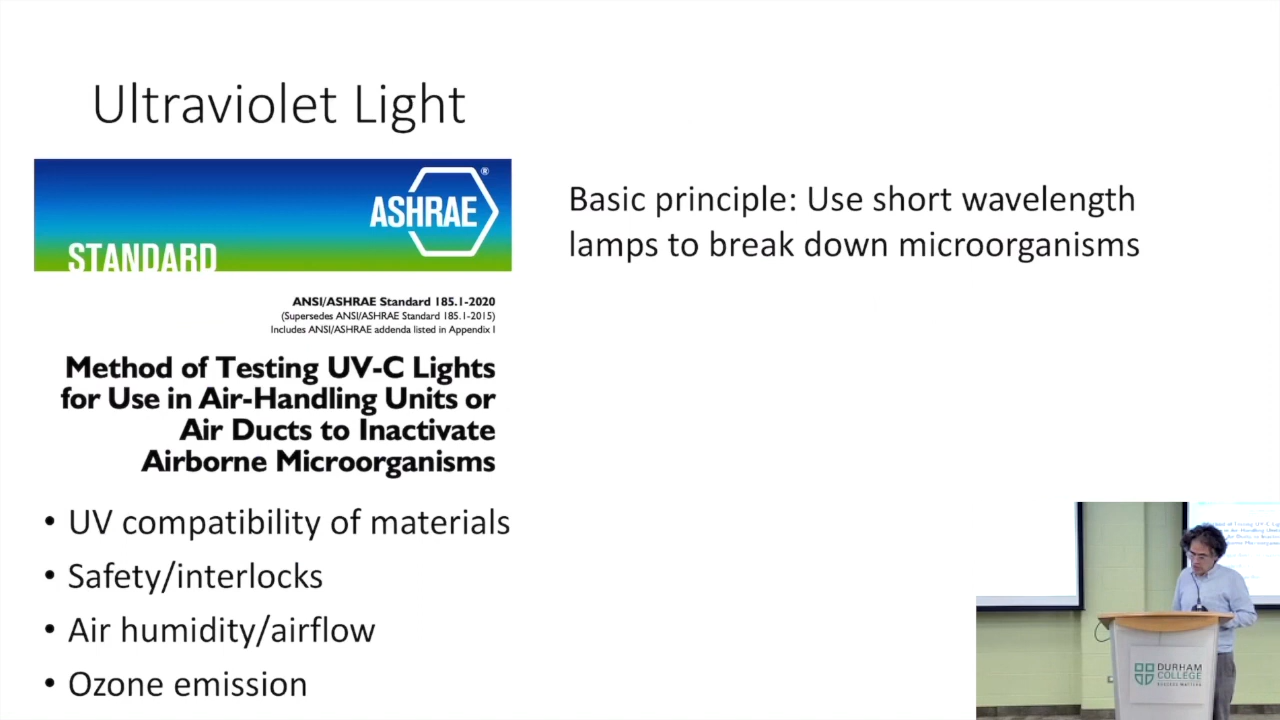 Ultraviolet Light
ASHRAE®
STANDARD
ANSI/ASHRAE Standard 185.1-2020
(Supersedes ANSI/ASHRAE Standard 185.1-2015)
Includes ANSI/ASHRAE addenda listed in Appendix I
Method of Testing UV-C Lights
for Use in Air-Handling Units or
Air Ducts to Inactivate
Airborne Microorganisms
• UV compatibility of materials
• Safety/interlocks
• Air humidity/airflow
• Ozone emission
Basic principle: Use short wavelength
lamps to break down microorganisms
DURHAM
COLLEGE
SUCCESS MATTERS